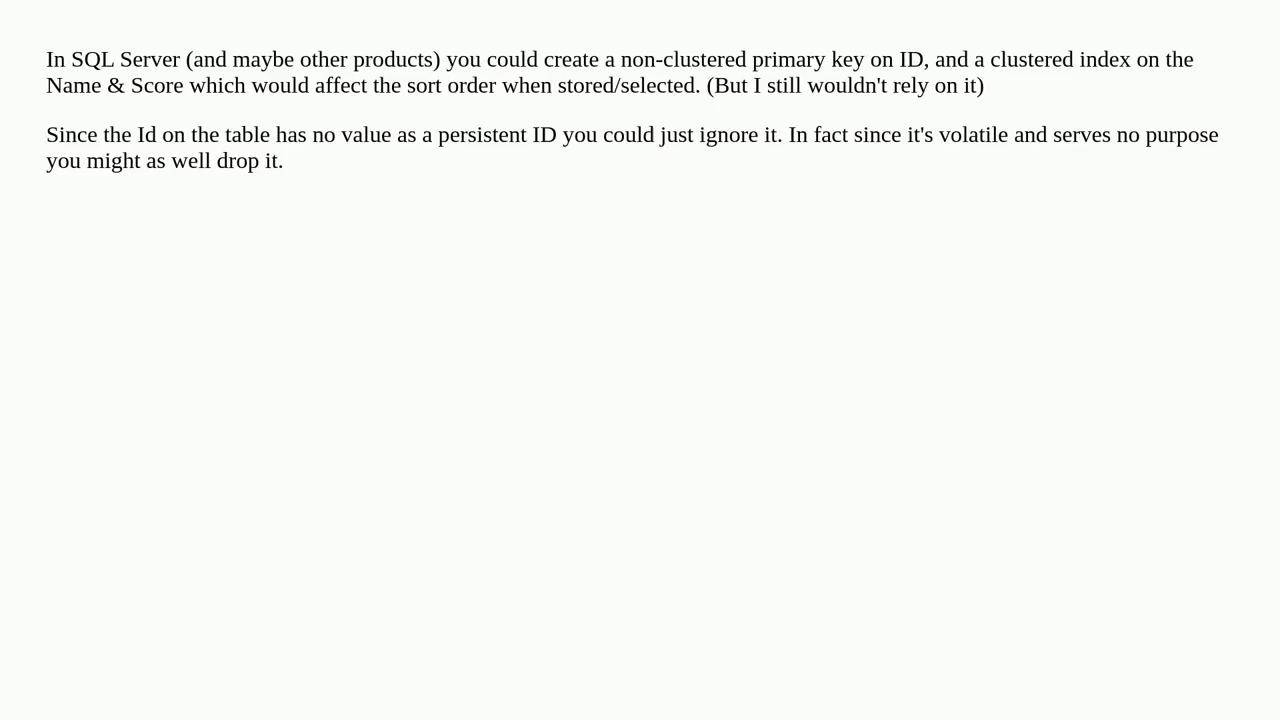 In SQL Server (and maybe other products) you could create a non-clustered primary key on ID, and a clustered index on the
Name & Score which would affect the sort order when stored/selected. (But I still wouldn't rely on it)
Since the Id on the table has no value as a persistent ID you could just ignore it. In fact since it's volatile and serves no purpose
you might as well drop it.